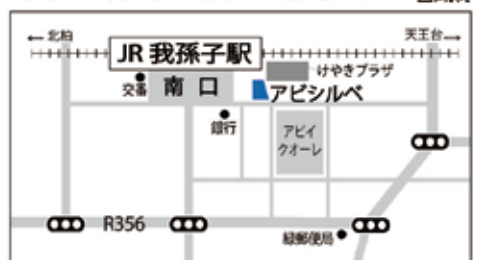 ← 北柏
天王台→
JR 我孫子駅
けやきプラザ
交番
南 口
アビシルベ
銀行
アビイ
クオーレ
R356
緑郵便局